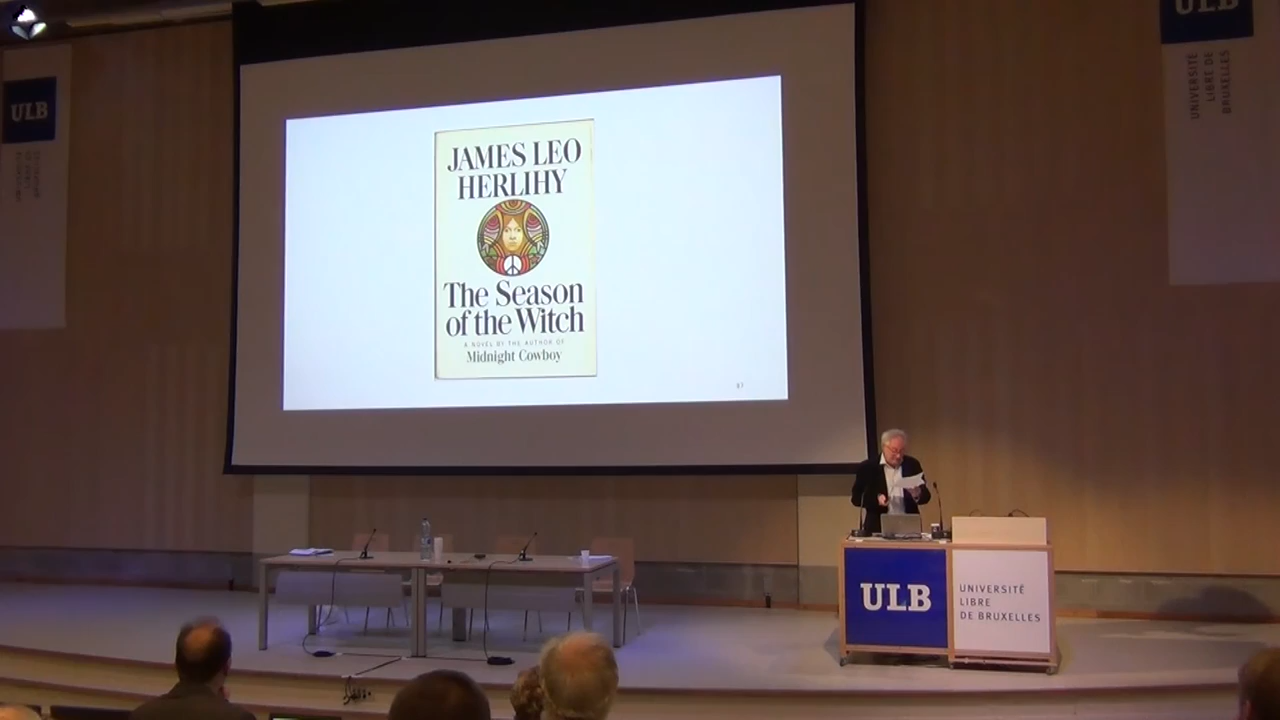 ULB
JAMES LEO
HERLIHY
The Season
of the Witch
A NOVEL BY THE AUTHOR OF
Midnight Cowboy
ULB
UNIVERSITÉ
LIBRE DE
BRUXELLES
ULB
UNIVERSITÉ
LIBRE
DE BRUXELLES